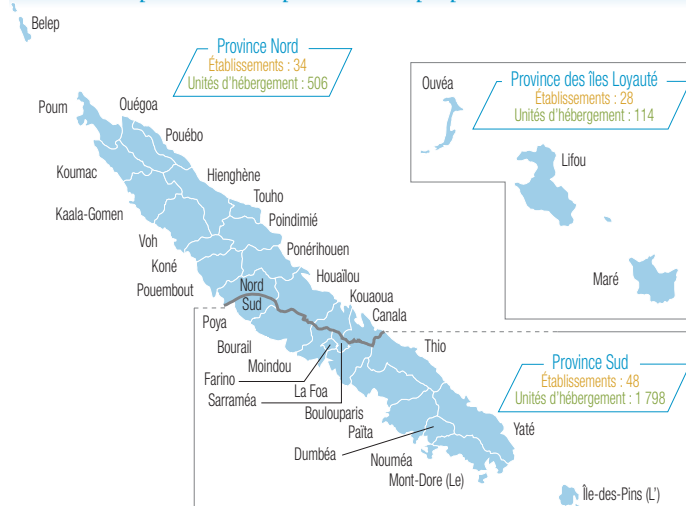 Belep
Province Nord
Établissements : 34
Unités d'hébergement : 506
Ouvéa
Province des îles Loyauté
Établissements : 28
Unités d'hébergement : 114
Poum
Ouégoa
Pouébo
Lifou
Koumac
Hienghène
Touho
Kaala-Gomen
Poindimié
Voh
Ponérihouen
Koné
Houaïlou
Maré
Pouembout
Nord
Sud
Kouaoua
Canala
Poya
Bourail
Thio
Moindou
Farino
La Foa
Sarraméa
Boulouparis
Province Sud
Établissements : 48
Unités d'hébergement : 1 798
Païta
Yaté
Dumbéa
Nouméa
Mont-Dore (Le)
Île-des-Pins (L')